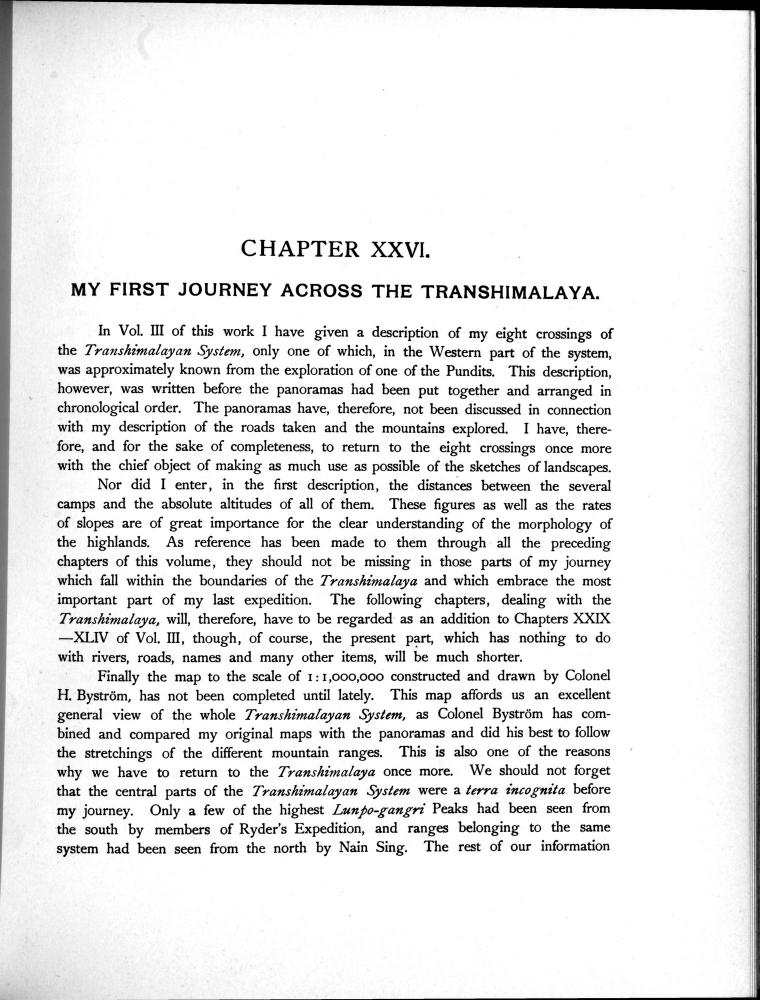 CHAPTER XXVI.
MY FIRST JOURNEY ACROSS THE TRANSHIMALAYA.
In Vol. III of this work I have given a description of my eight crossings of
the Transhimalayan System, only one of which, in the Western part of the system,
was approximately known from the exploration of one of the Pundits. This description,
however, was written before the panoramas had been put together and arranged in
chronological order. The panoramas have, therefore, not been discussed in connection
with my description of the roads taken and the mountains explored. I have, there-
fore, and for the sake of completeness, to return to the eight crossings once more
with the chief object of making as much use as possible of the sketches of landscapes.
Nor did I enter, in the first description, the distances between the several
camps and the absolute altitudes of all of them. These figures as well as the rates
of slopes are of great importance for the clear understanding of the morphology of
the highlands. As reference has been made to them through all the preceding
chapters of this volume, they should not be missing in those parts of my journey
which fall within the boundaries of the Transhimalaya and which embrace the most
important part of my last expedition. The following chapters, dealing with the
Transhimalaya, will, therefore, have to be regarded as an addition to Chapters XXIX
—XLIV of Vol. III, though, of course, the present part, which has nothing to do
with rivers, roads, names and many other items, will be much shorter.
Finally the map to the scale of 1:1,000,000 constructed and drawn by Colonel
H. Byström, has not been completed until lately. This map affords us an excellent
general view of the whole Transhimalayan System, as Colonel Byström has com-
bined and compared my original maps with the panoramas and did his best to follow
the stretchings of the different mountain ranges. This is also one of the reasons
why we have to return to the Transhimalaya once more. We should not forget
that the central parts of the Transhimalayan System were a terra incognita before
my journey. Only a few of the highest Lunpo-gangri Peaks had been seen from
the south by members of Ryder's Expedition, and ranges belonging to the same
system had been seen from the north by Nain Sing. The rest of our information